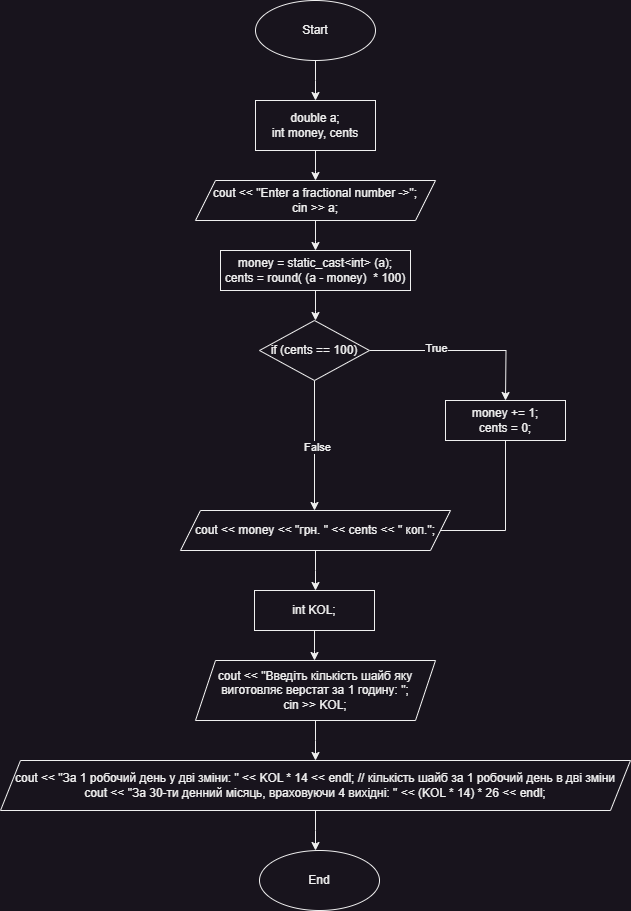 Start
double a;
int money, cents
cout << "Enter a fractional number ->";
cin >> a;
money = static_cast<int> (a);
cents = round( (a - money) * 100)
if (cents == 100)
True
money += 1;
cents = 0;
False
cout << money << "грн. " << cents << " коп.";
int KOL;
cout << "Введіть кількість шайб яку
виготовляє верстат за 1 годину: ";
cin >> KOL;
cout << "За 1 робочий день у дві зміни: " << KOL * 14 << endl; // кількість шайб за 1 робочий день в дві зміни
cout << "За 30-ти денний місяць, враховуючи 4 вихідні: " << (KOL * 14) * 26 << endl;
End